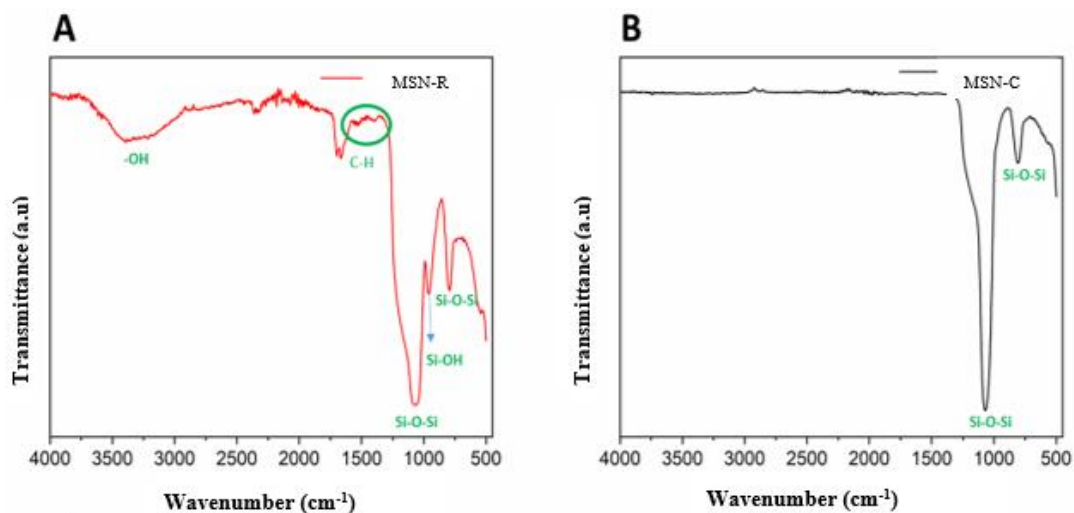 A
MSN-R
-OH
C-H
Si-O-Si
Si-OH
Si-O-Si
Transmittance (a.u)
4000 3500 3000 2500 2000 1500 1000 500
Wavenumber (cm-1)
B
MSN-C
Si-O-Si
Si-O-Si
Transmittance (a.u)
4000 3500 3000 2500 2000 1500 1000 500
Wavenumber (cm-1)